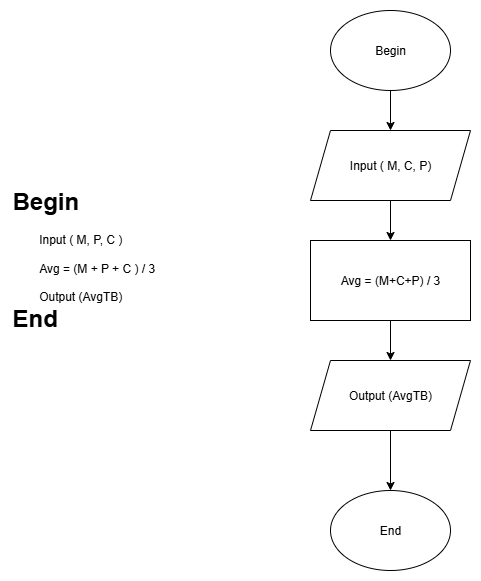 Begin
Input ( M, P, C )
Avg = (M + P + C ) / 3
Output (AvgTB)
End
Begin
Input ( M, C, P)
Avg = (M+C+P) / 3
Output (AvgTB)
End